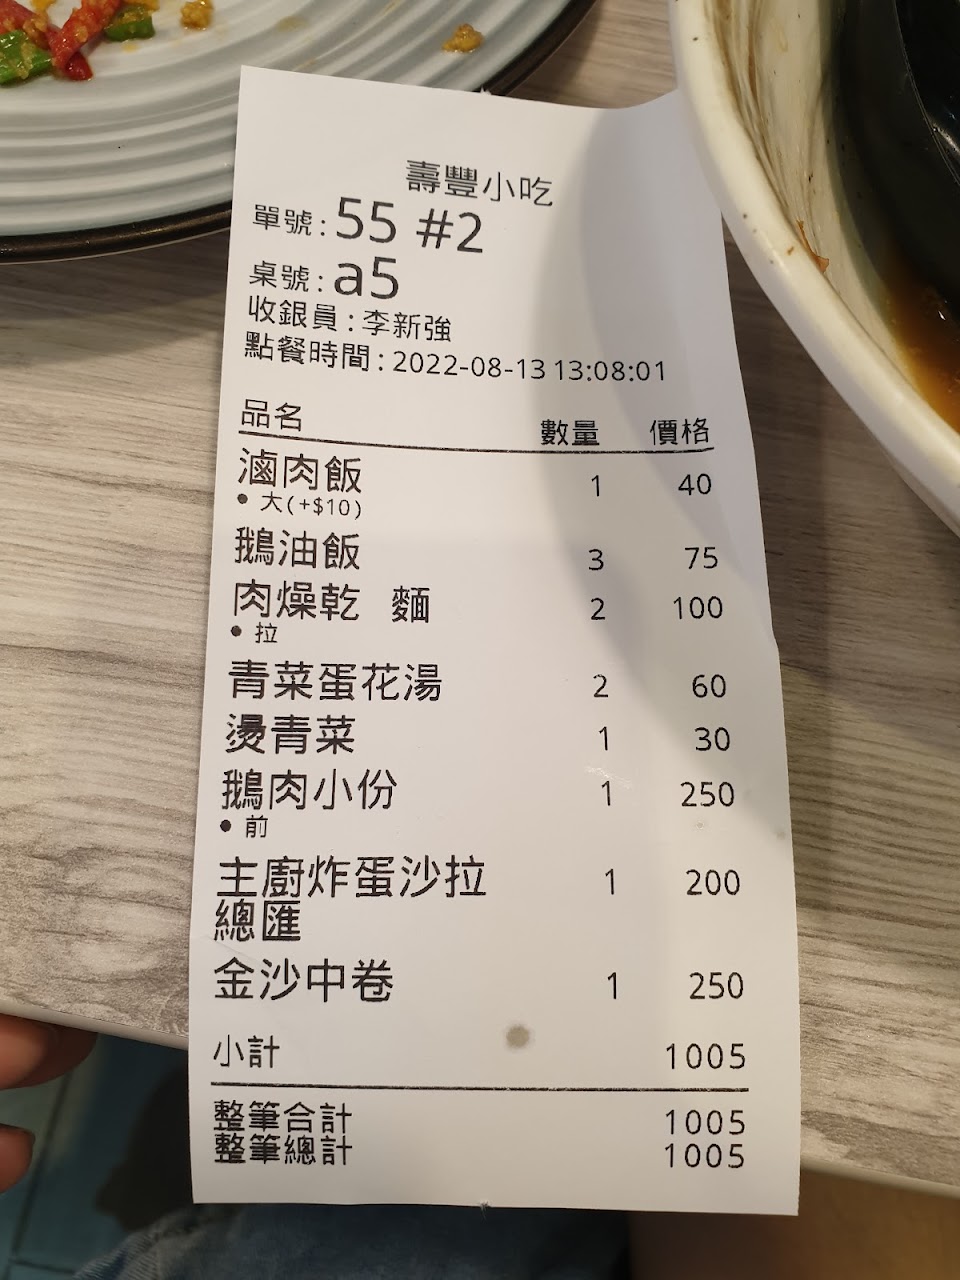 壽豐小吃
單號: 55 #2
桌號: a5
收銀員:李新強
點餐時間: 2022-08-13 13:08:01
品名 數量 價格
滷肉飯 1 40
• 大(+$10)
鵝油飯 3 75
肉燥乾 麵 2 100
• 拉
青菜蛋花湯 2 60
燙青菜 1 30
鵝肉小份 1 250
• 前
主廚炸蛋沙拉 1 200
總匯
金沙中卷 1 250
小計 1005
整筆合計 1005
整筆總計 1005